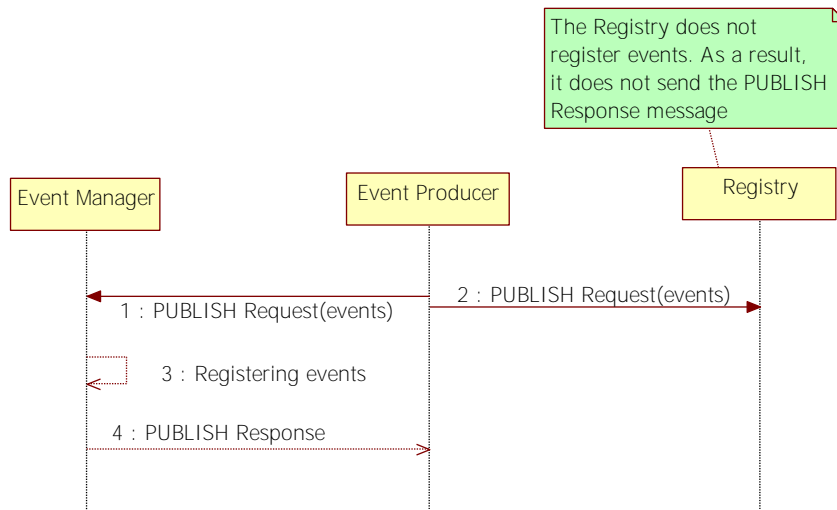 The Registry does not
register events. As a result,
it does not send the PUBLISH
Response message
Event Manager
Event Producer
Registry
1 : PUBLISH Request(events)
2 : PUBLISH Request(events)
3 : Registering events
4 : PUBLISH Response